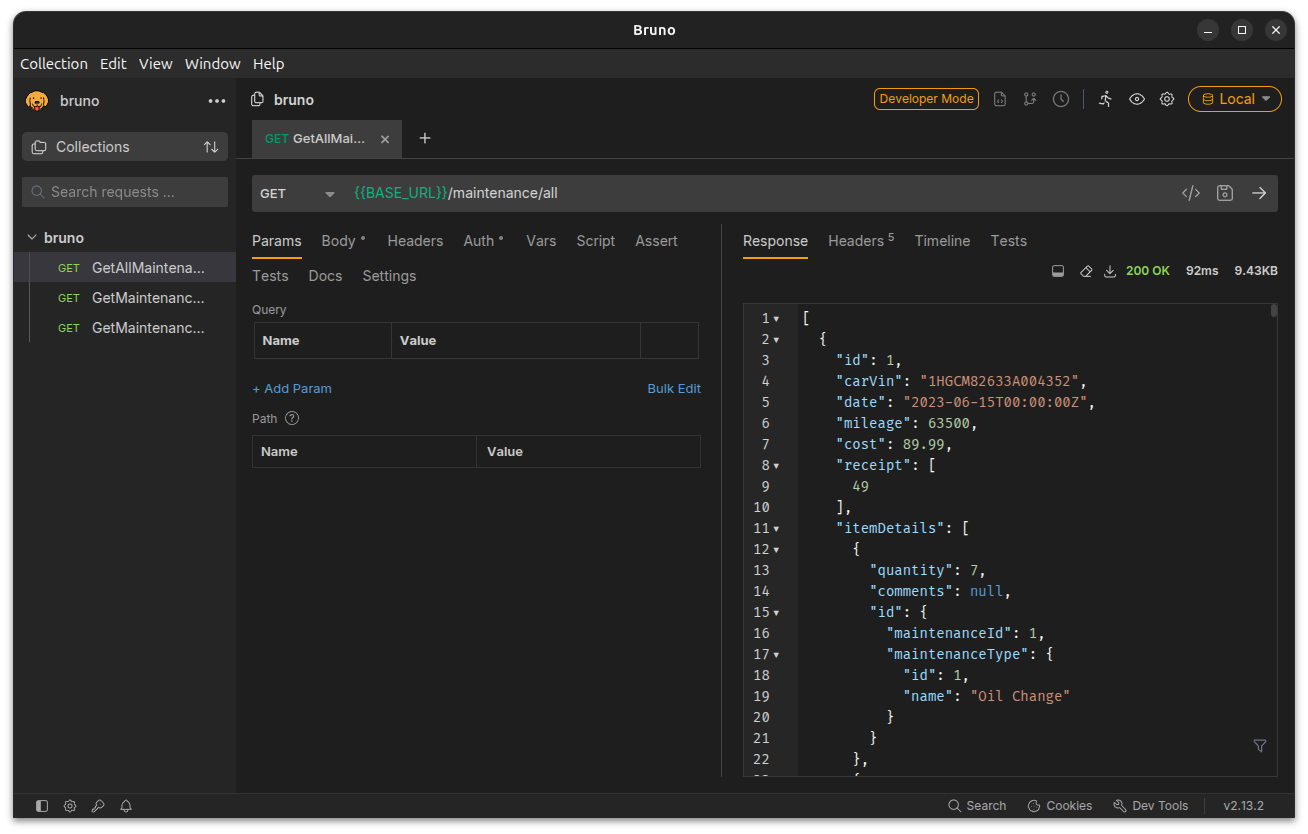 Bruno
Collection Edit View Window Help
bruno
bruno
Developer Mode
Local
Collections
GET GetAllMai...
Search requests ...
GET
{{BASE_URL}}/maintenance/all
bruno
GET GetAllMaintena...
GET GetMaintenanc...
GET GetMaintenanc...
Params Body Headers Auth Vars Script Assert
Tests Docs Settings
Query
Name Value
+ Add Param Bulk Edit
Path ?
Name Value
Response Headers 5 Timeline Tests
200 OK 92ms 9.43KB
1 [
2 {
3 "id": 1,
4 "carVin": "1HGCM82633A004352",
5 "date": "2023-06-15T00:00:00Z",
6 "mileage": 63500,
7 "cost": 89.99,
8 "receipt": [
9 49
10 ],
11 "itemDetails": [
12 {
13 "quantity": 7,
14 "comments": null,
15 "id": {
16 "maintenanceId": 1,
17 "maintenanceType": {
18 "id": 1,
19 "name": "Oil Change"
20 }
21 }
22 },
Search Cookies Dev Tools v2.13.2